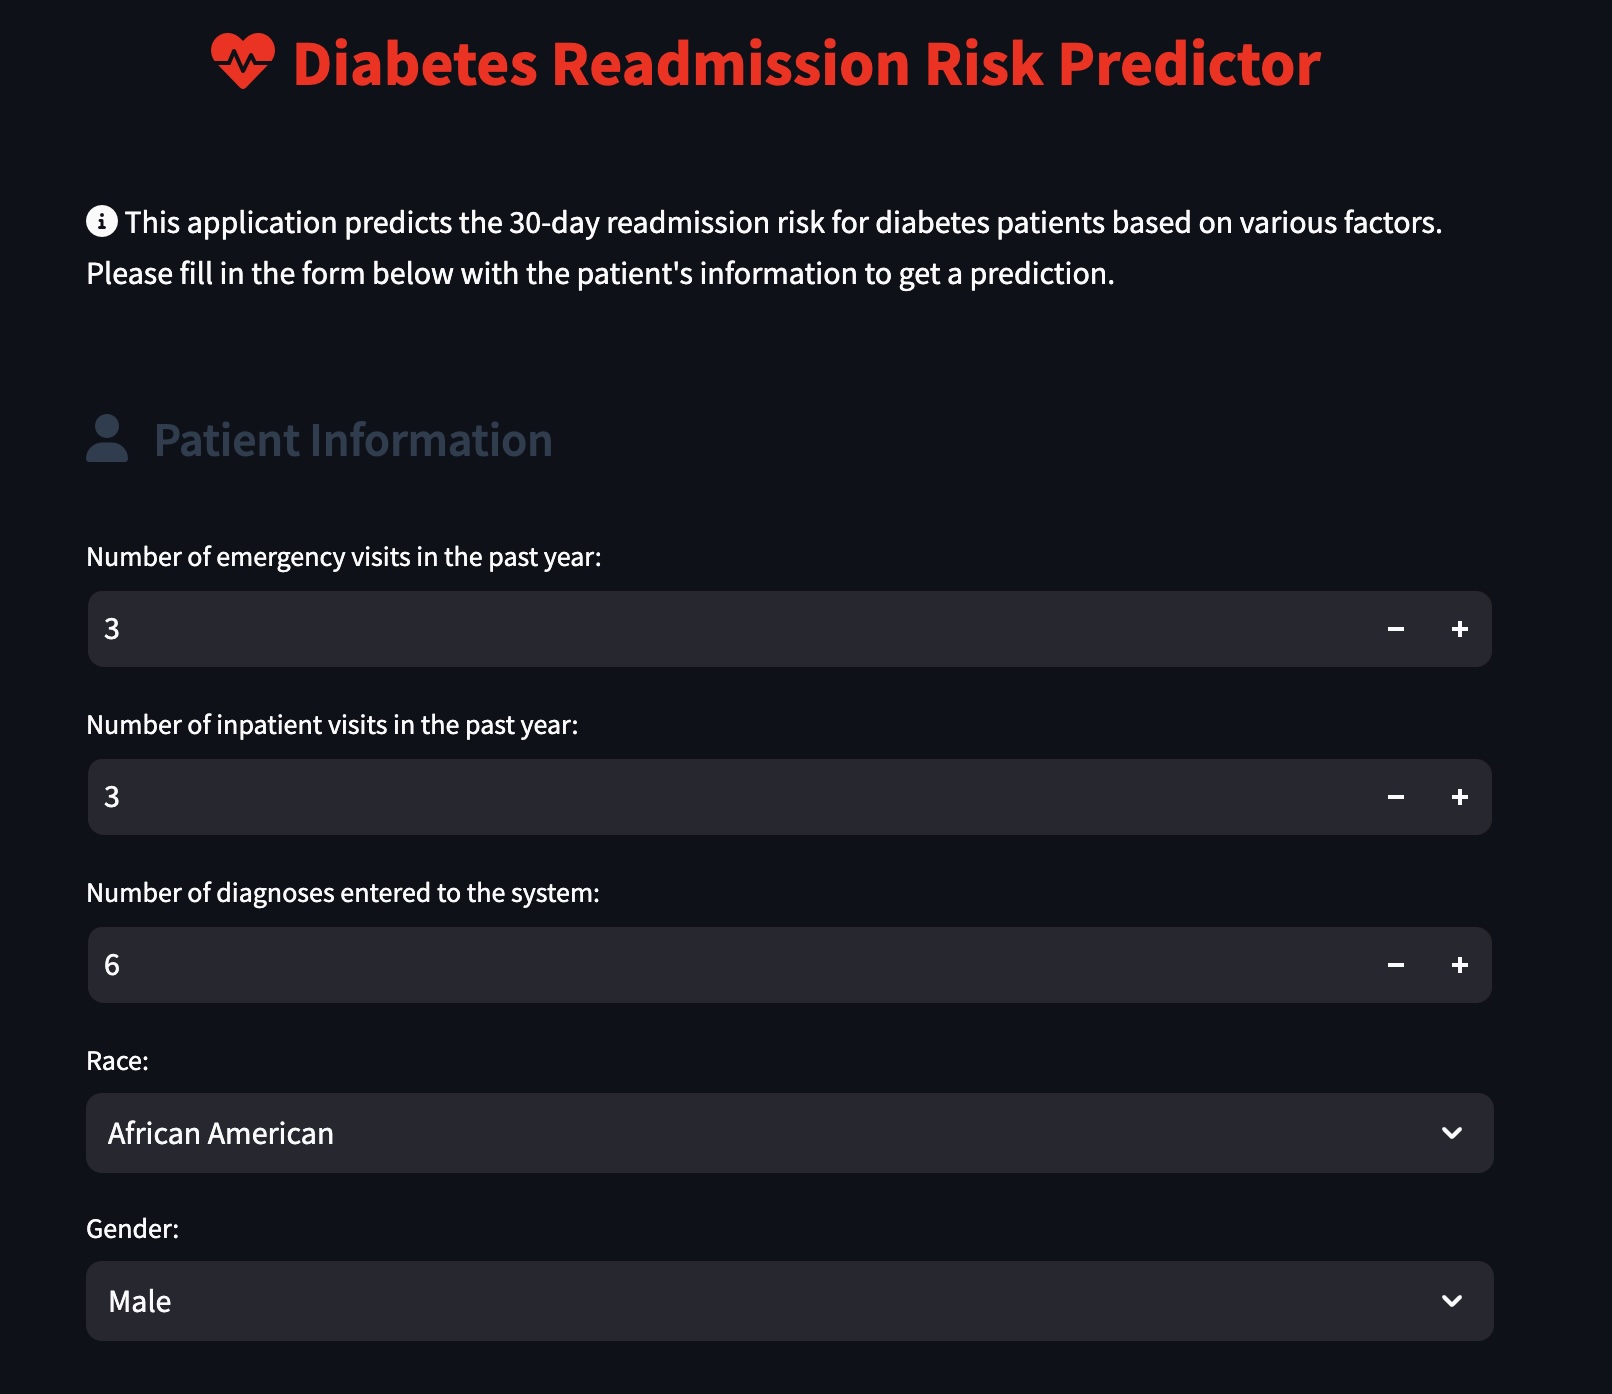 Diabetes Readmission Risk Predictor
This application predicts the 30-day readmission risk for diabetes patients based on various factors.
Please fill in the form below with the patient's information to get a prediction.
Patient Information
Number of emergency visits in the past year:
3
Number of inpatient visits in the past year:
3
Number of diagnoses entered to the system:
6
Race:
African American
Gender:
Male